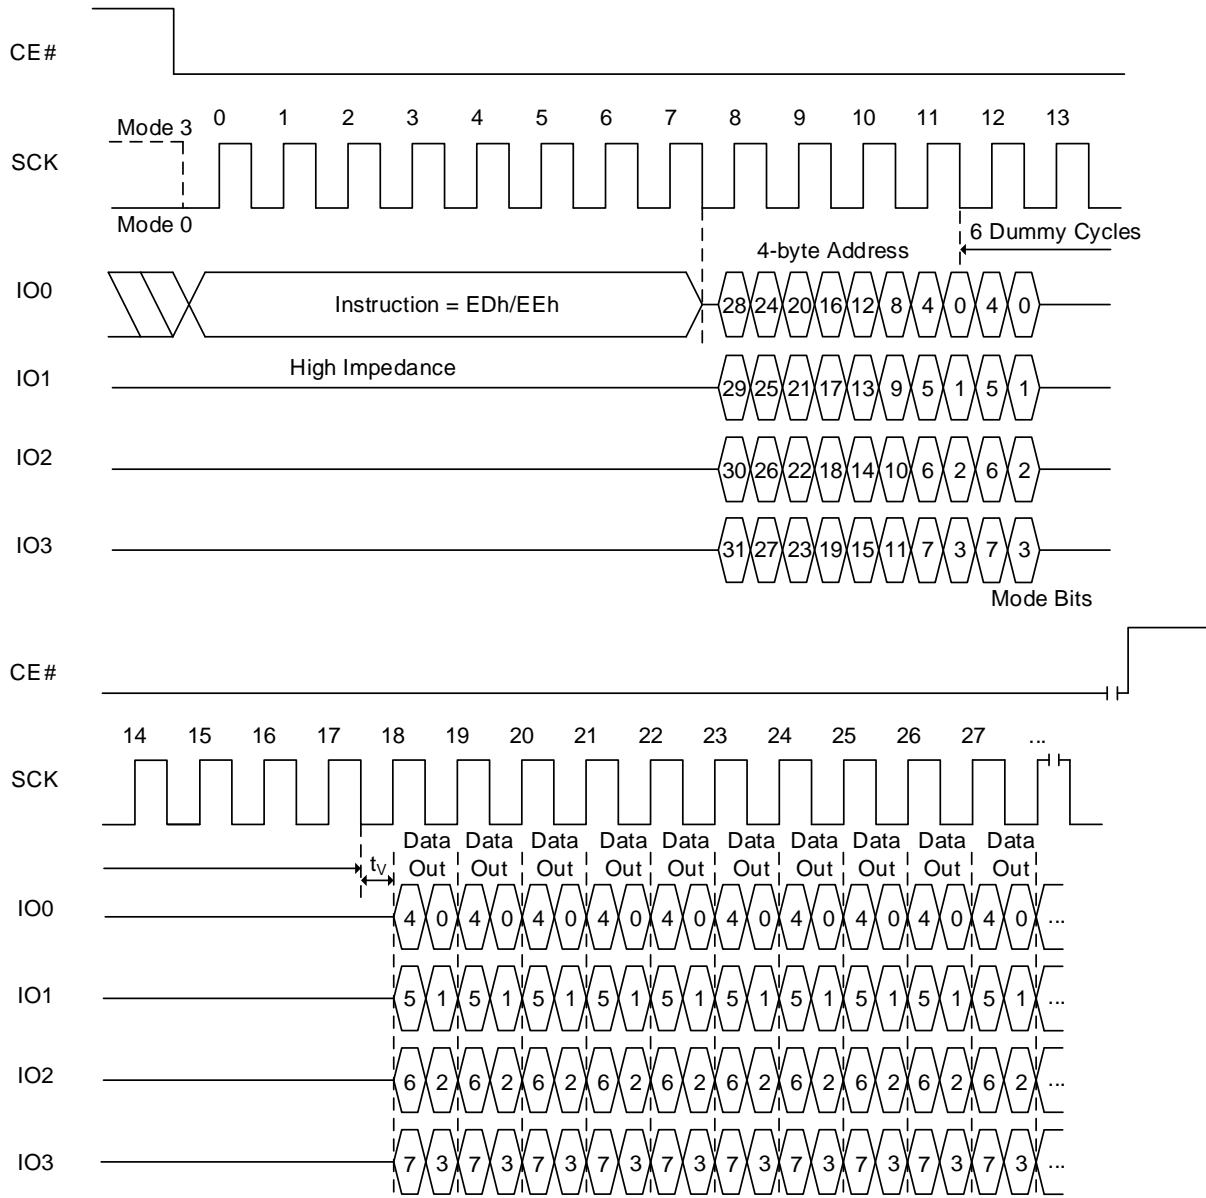 CE#
Mode 3
0 1 2 3 4 5 6 7 8 9 10 11 12 13
SCK
Mode 0
6 Dummy Cycles
4-byte Address
IO0
Instruction = EDh/EEh
28 24 20 16 12 8 4 0 4 0
High Impedance
IO1
29 25 21 17 13 9 5 1 5 1
IO2
30 26 22 18 14 10 6 2 6 2
IO3
31 27 23 19 15 11 7 3 7 3
Mode Bits
CE#
14 15 16 17 18 19 20 21 22 23 24 25 26 27 ...
SCK
Data Data Data Data Data Data Data Data Data Data
tV Out Out Out Out Out Out Out Out Out Out
IO0
4 0 4 0 4 0 4 0 4 0 4 0 4 0 4 0 4 0 4 0 ...
IO1
5 1 5 1 5 1 5 1 5 1 5 1 5 1 5 1 5 1 5 1 ...
IO2
6 2 6 2 6 2 6 2 6 2 6 2 6 2 6 2 6 2 6 2 ...
IO3
7 3 7 3 7 3 7 3 7 3 7 3 7 3 7 3 7 3 7 3 ...